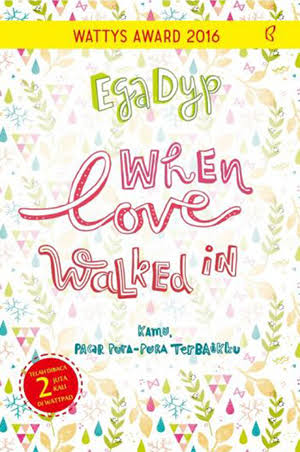 WATTYS AWARD 2016
EGaDyp
WHEN
love
WaLKed iN
Kamu,
Pacar Pura-Pura TerBaikku
TELAH DIBACA
2 JUTA
KALI
DI WATTPAD